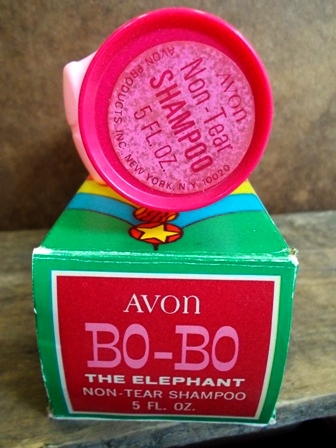 Avon
Non-Tear
SHAMPOO
5 FL. OZ.
AVON PRODUCTS, INC. NEW YORK, N.Y. 10020
AVON
BO-BO
THE ELEPHANT
NON-TEAR SHAMPOO
5 FL. OZ.